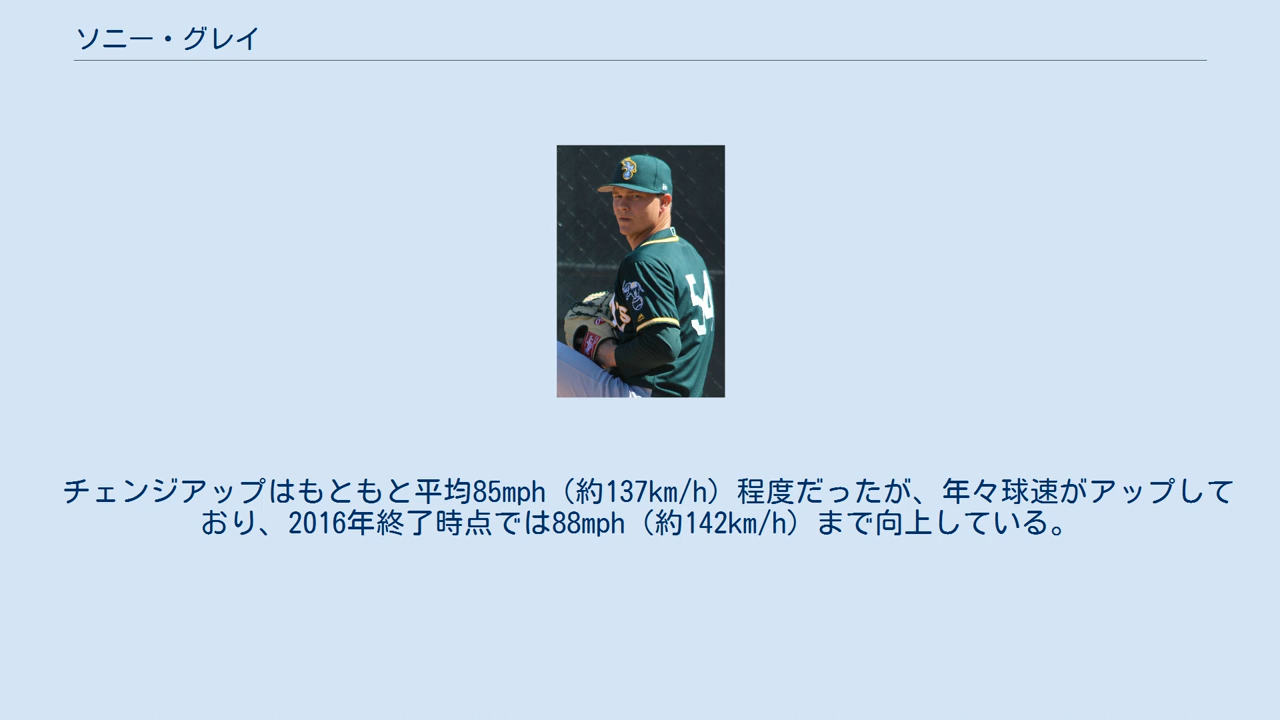 ソニー・グレイ
54
チェンジアップはもともと平均85mph（約137km/h）程度だったが、年々球速がアップして
おり、2016年終了時点では88mph（約142km/h）まで向上している。